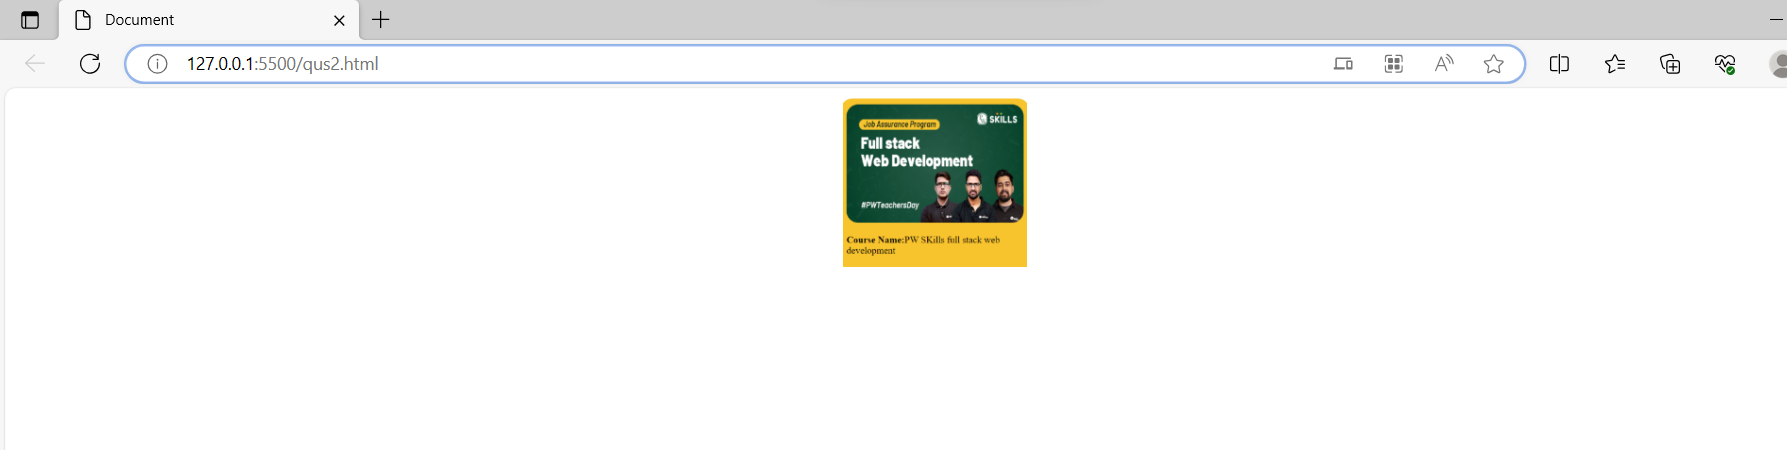 Document
127.0.0.1:5500/qus2.html
Job Assurance Program
SKILLS
Full stack
Web Development
#PWTeachersDay
Course Name:PW SKills full stack web
development